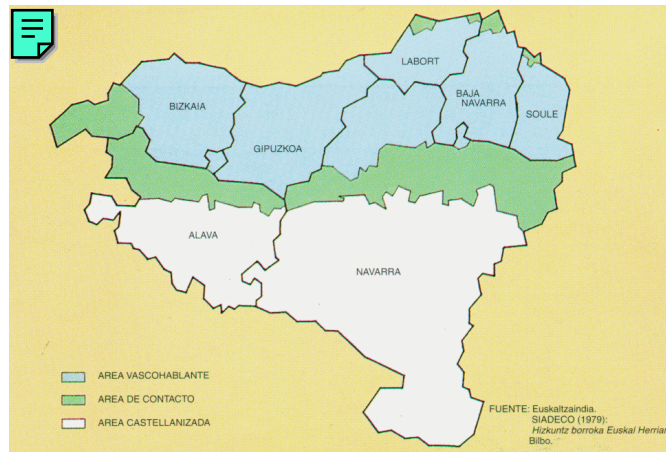 LABORT
BIZKAIA
BAJA
NAVARRA
SOULE
GIPUZKOA
ALAVA
NAVARRA
AREA VASCOHABLANTE
AREA DE CONTACTO
AREA CASTELLANIZADA
FUENTE: Euskaltzaindia.
SIADECO (1979):
Hizkuntz borroka Euskal Herrian
Bilbo.